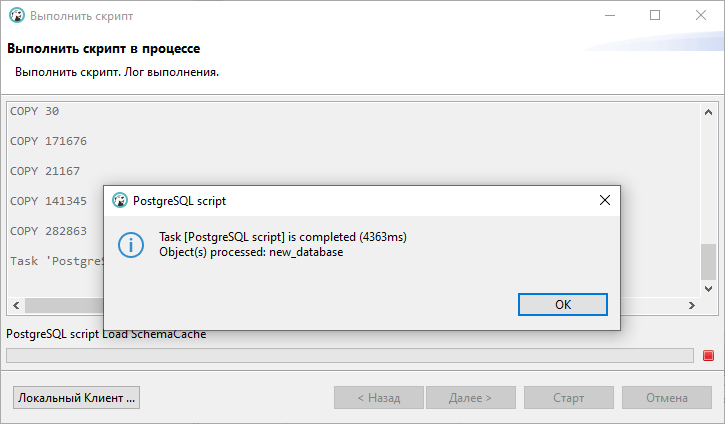 Выполнить скрипт
Выполнить скрипт в процессе
Выполнить скрипт. Лог выполнения.
COPY 30
COPY 171676
COPY 21167
COPY 141345
COPY 282863
Task 'PostgreS
PostgreSQL script
Task [PostgreSQL script] is completed (4363ms)
Object(s) processed: new_database
OK
PostgreSQL script Load SchemaCache
Локальный Клиент ...
< Назад
Далее >
Старт
Отмена